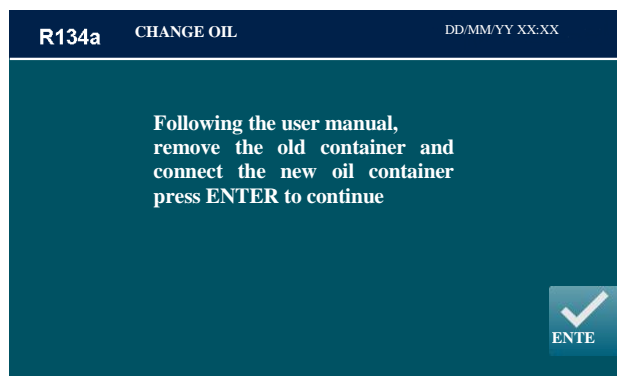 R134a CHANGE OIL DD/MM/YY XX:XX
Following the user manual,
remove the old container and
connect the new oil container
press ENTER to continue
ENTE